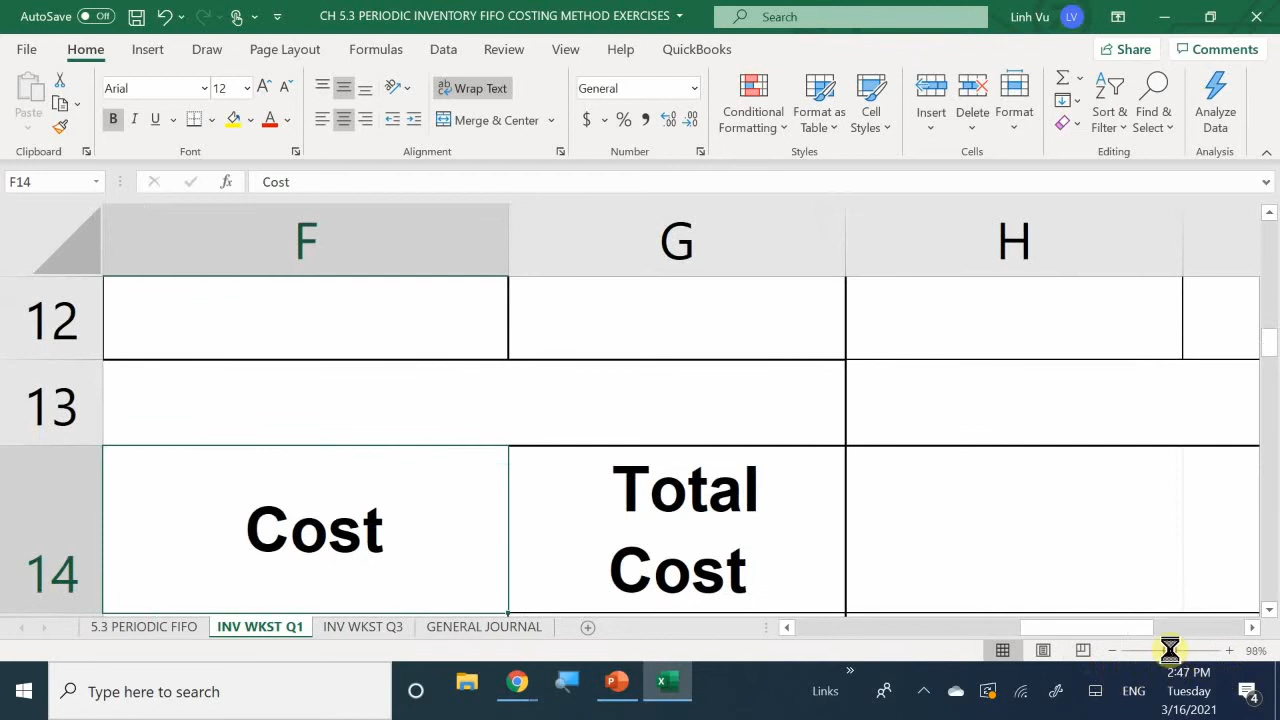 AutoSave Off CH 5.3 PERIODIC INVENTORY FIFO COSTING METHOD EXERCISES Search Linh Vu LV
File Home Insert Draw Page Layout Formulas Data Review View Help QuickBooks Share Comments
Paste Arial 12 Wrap Text General Conditional Formatting Format as Table Cell Styles Insert Delete Format Sort & Filter Find & Select Analyze Data
B I U A Merge & Center $ % ,
Clipboard Font Alignment Number Styles Cells Editing Analysis
F14 fx Cost
F G H
12
13
14 Cost Total Cost
5.3 PERIODIC FIFO INV WKST Q1 INV WKST Q3 GENERAL JOURNAL
98%
Type here to search Links ENG 2:47 PM
Tuesday
3/16/2021
4